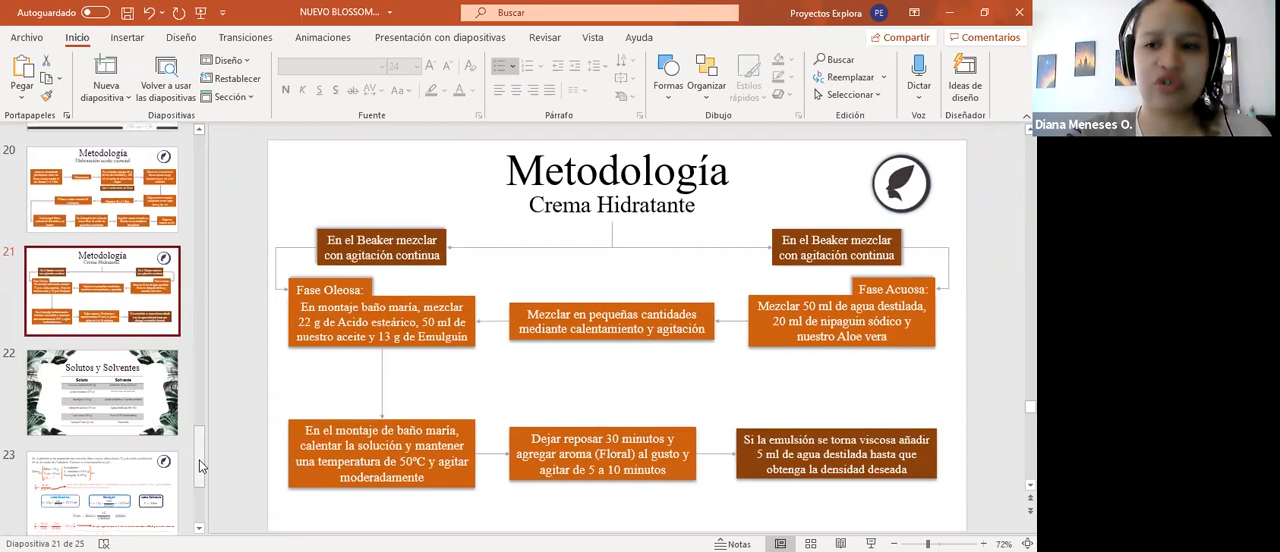 Autoguardado
NUEVO BLOSSOM...
Buscar
Proyectos Explora
PE
Archivo
Inicio
Insertar
Diseño
Transiciones
Animaciones
Presentación con diapositivas
Revisar
Vista
Ayuda
Compartir
Comentarios
Pegar
Nueva
diapositiva
Volver a usar
las diapositivas
Diseño
Restablecer
Sección
24
N K S
Formas
Organizar
Estilos
rápidos
Buscar
Reemplazar
Seleccionar
Dictar
Ideas de
diseño
Portapapeles
Diapositivas
Fuente
Párrafo
Dibujo
Edición
Voz
Diseñador
Diana Meneses O.
20
Metodología
21
Metodología
Crema Hidratante
22
Solutos y Solventes
Soluto
Solvente
23
Metodología
Crema Hidratante
En el Beaker mezclar
con agitación continua
En el Beaker mezclar
con agitación continua
Fase Oleosa:
En montaje baño maría, mezclar
22 g de Acido esteárico, 50 ml de
nuestro aceite y 13 g de Emulguín
Mezclar en pequeñas cantidades
mediante calentamiento y agitación
Fase Acuosa:
Mezclar 50 ml de agua destilada,
20 ml de nipaguin sódico y
nuestro Aloe vera
En el montaje de baño maría,
calentar la solución y mantener
una temperatura de 50°C y agitar
moderadamente
Dejar reposar 30 minutos y
agregar aroma (Floral) al gusto y
agitar de 5 a 10 minutos
Si la emulsión se torna viscosa añadir
5 ml de agua destilada hasta que
obtenga la densidad deseada
Diapositiva 21 de 25
Notas
72%